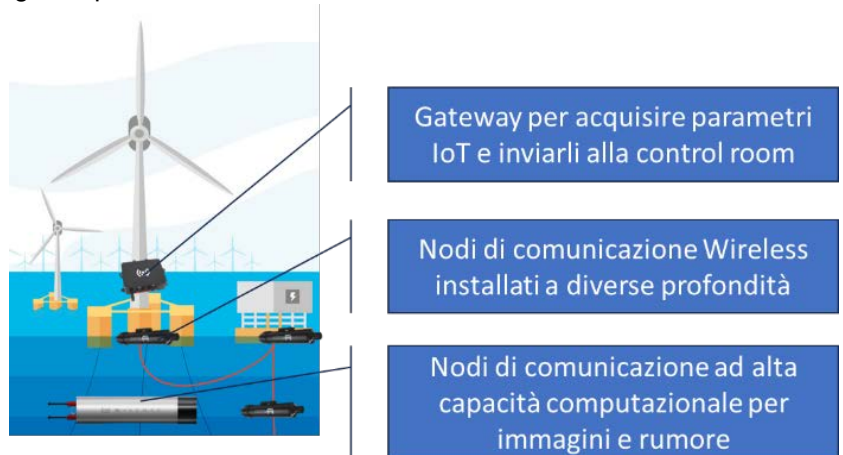 Gateway per acquisire parametri
IoT e inviarli alla control room
Nodi di comunicazione Wireless
installati a diverse profondità
Nodi di comunicazione ad alta
capacità computazionale per
immagini e rumore